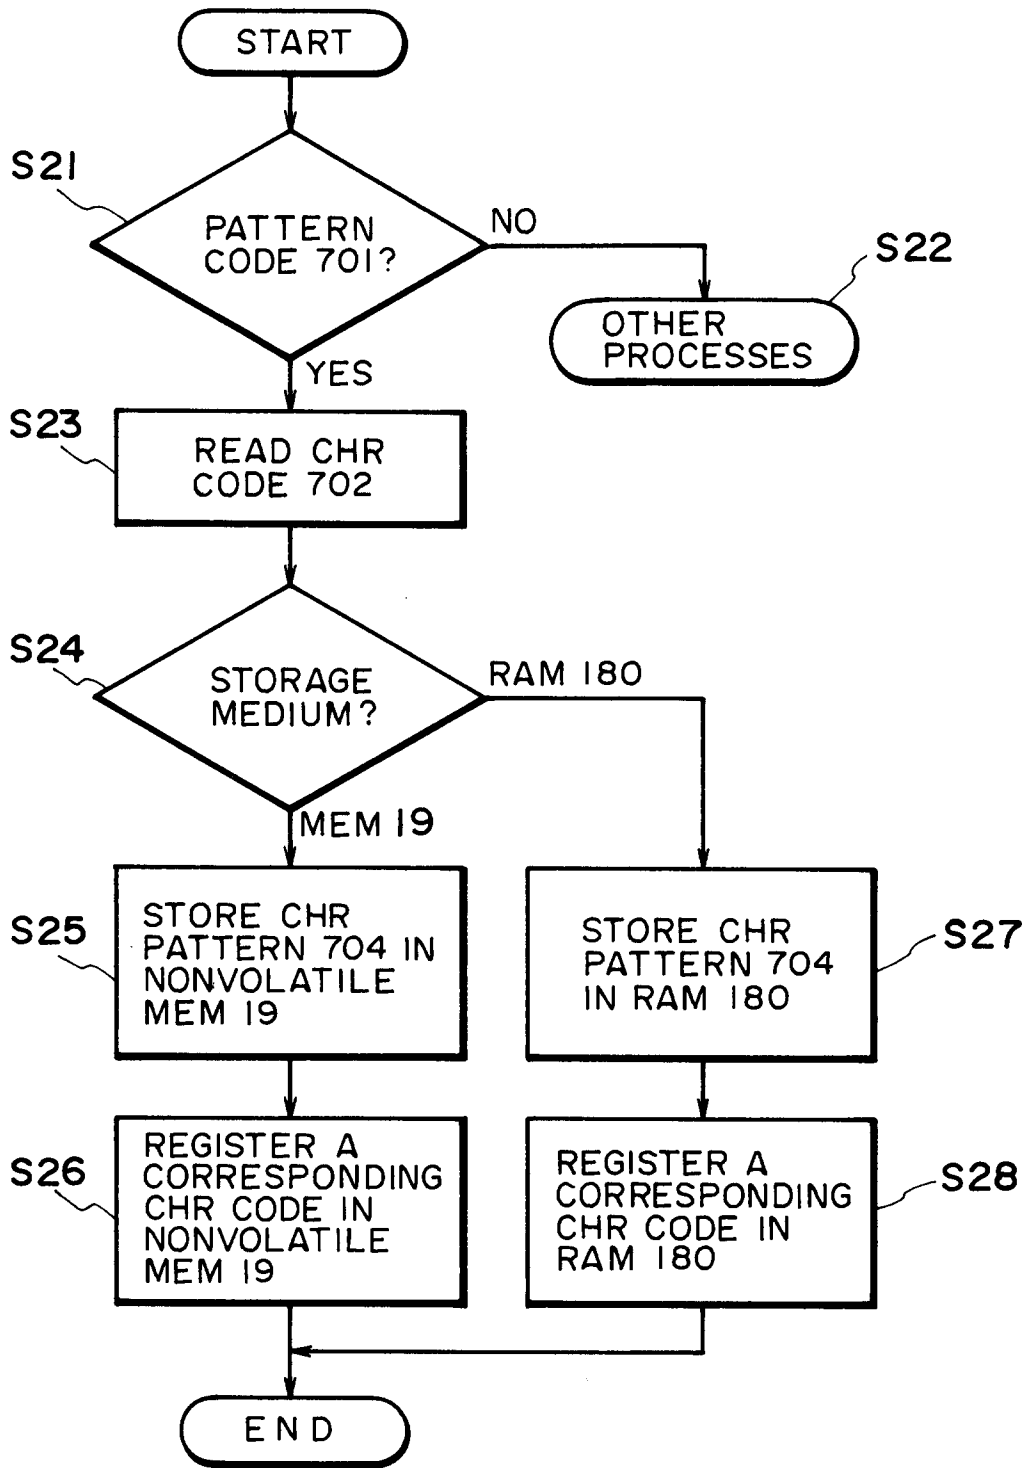 START
S21
PATTERN
CODE 701?
NO
S22
OTHER
PROCESSES
YES
S23
READ CHR
CODE 702
S24
STORAGE
MEDIUM?
RAM 180
MEM 19
S25
STORE CHR
PATTERN 704 IN
NONVOLATILE
MEM 19
STORE CHR
PATTERN 704
IN RAM 180
S27
S26
REGISTER A
CORRESPONDING
CHR CODE IN
NONVOLATILE
MEM 19
REGISTER A
CORRESPONDING
CHR CODE IN
RAM 180
S28
END